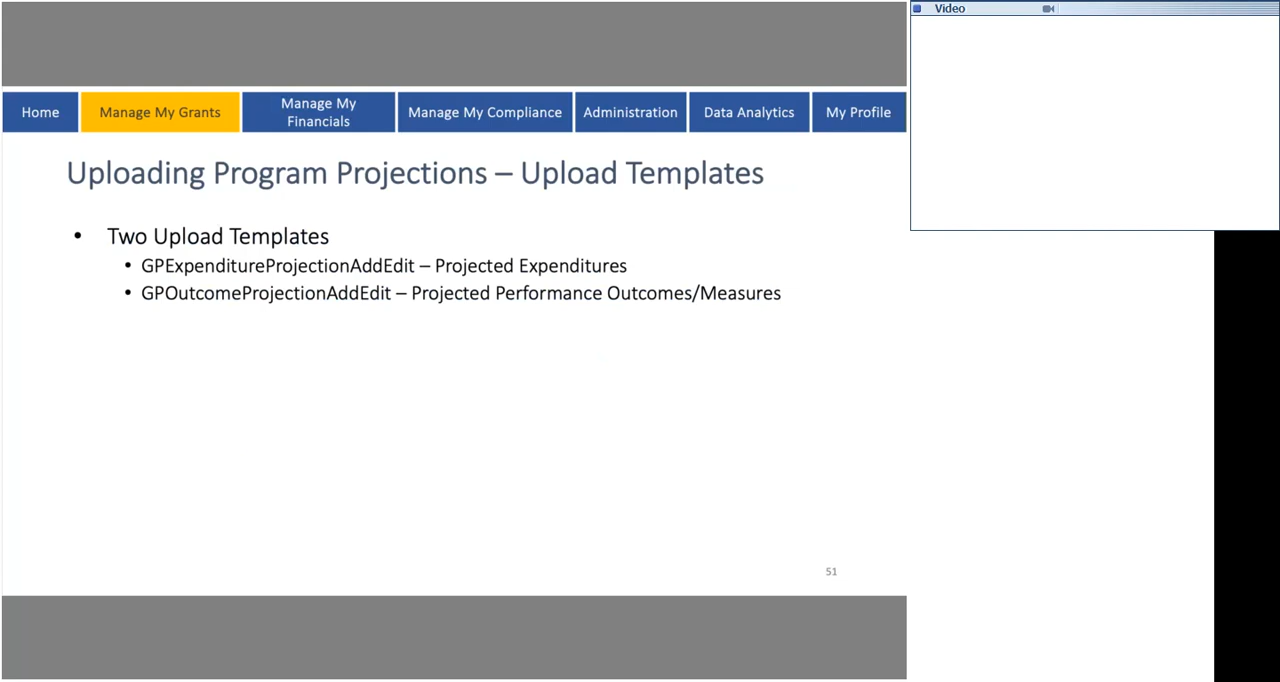 Video
Home
Manage My Grants
Manage My
Financials
Manage My Compliance
Administration
Data Analytics
My Profile
Uploading Program Projections – Upload Templates
• Two Upload Templates
• GPExpenditureProjectionAddEdit – Projected Expenditures
• GPOutcomeProjectionAddEdit – Projected Performance Outcomes/Measures
51